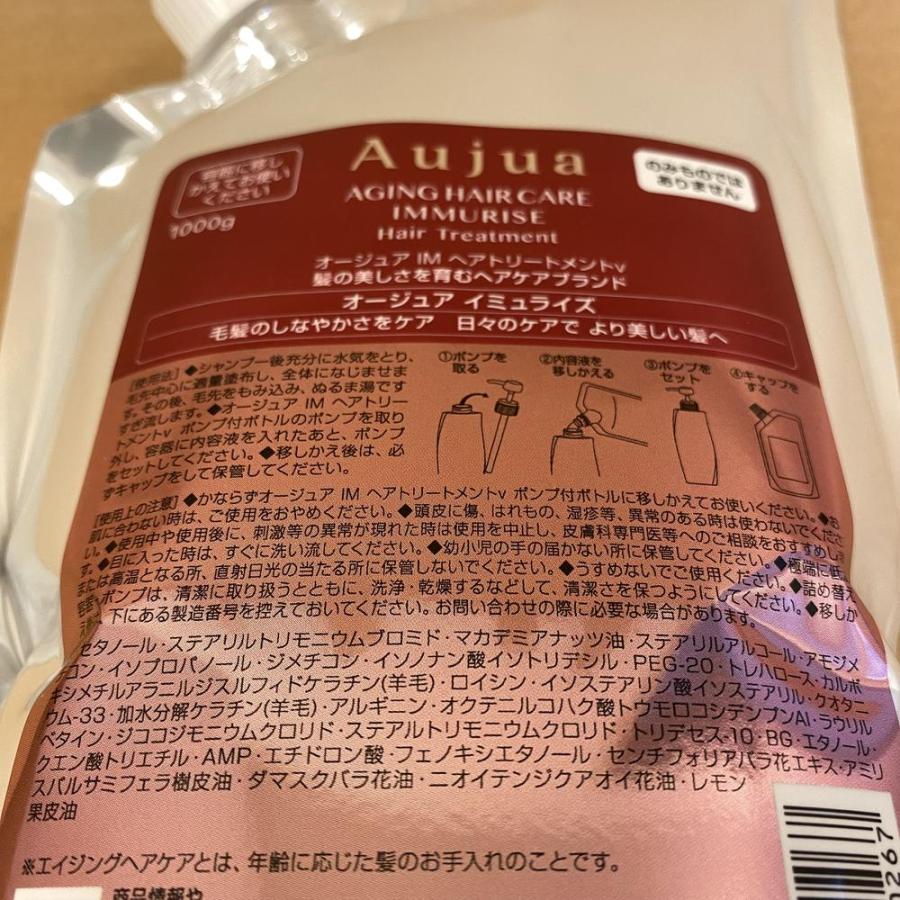 容器に移し
かえてお使い
ください
1000g
Aujua
AGING HAIR CARE
IMMURISE
Hair Treatment
のみものでは
ありません
オージュア IM ヘアトリートメントv
髪の美しさを育むヘアケアブランド
オージュア イミュライズ
毛髪のしなやかさをケア 日々のケアで より美しい髪へ
[使用法] ◆シャンプー後充分に水気をとり、
毛先中心に適量塗布し、全体になじませま
す。その後、毛先をもみ込み、ぬるま湯です
すぎ流します。◆オージュア IM ヘアトリー
トメントv ポンプ付ボトルのポンプを取り
外し、容器に内容液を入れたあと、ポンプ
をセットしてください。◆移しかえ後は、必
ずキャップをして保管してください。
①ポンプを
取る
②内容液を
移しかえる
③ポンプを
セット
④キャップを
する
[使用上の注意] ◆かならずオージュア IM ヘアトリートメントv ポンプ付ボトルに移しかえてお使いください。◆お
肌に合わない時は、ご使用をおやめください。◆頭皮に傷、はれもの、湿疹等、異常のある時は使わないでくださ
い。◆使用中や使用後に、刺激等の異常が現れた時は使用を中止し、皮膚科専門医等へのご相談をおすすめしま
す。◆目に入った時は、すぐに洗い流してください。◆幼小児の手の届かない所に保管してください。◆極端に低温
または高温となる所、直射日光の当たる所に保管しないでください。◆うすめないでご使用ください。◆詰め替え
容器・ポンプは、清潔に取り扱うとともに、洗浄・乾燥するなどして、清潔さを保つようにしてください。◆移しか
下にある製造番号を控えておいてください。お問い合わせの際に必要な場合があります。
セタノール・ステアリルトリモニウムブロミド・マカデミアナッツ油・ステアリルアルコール・アモジメ
コン・イソプロパノール・ジメチコン・イソノナン酸イソトリデシル・PEG-20・トレハロース・カルボ
キシメチルアラニルジスルフィドケラチン(羊毛)・ロイシン・イソステアリン酸イソステアリル・クオタニ
ウム-33・加水分解ケラチン(羊毛)・アルギニン・オクテニルコハク酸トウモロコシデンプンAl・ラウリル
ベタイン・ジココジモニウムクロリド・ステアルトリモニウムクロリド・トリデセス-10・BG・エタノール・
クエン酸トリエチル・AMP・エチドロン酸・フェノキシエタノール・センチフォリアバラ花エキス・アミリ
スバルサミフェラ樹皮油・ダマスクバラ花油・ニオイテンジクアオイ花油・レモン
果皮油
※エイジングヘアケアとは、年齢に応じた髪のお手入れのことです。
商品情報や
0267